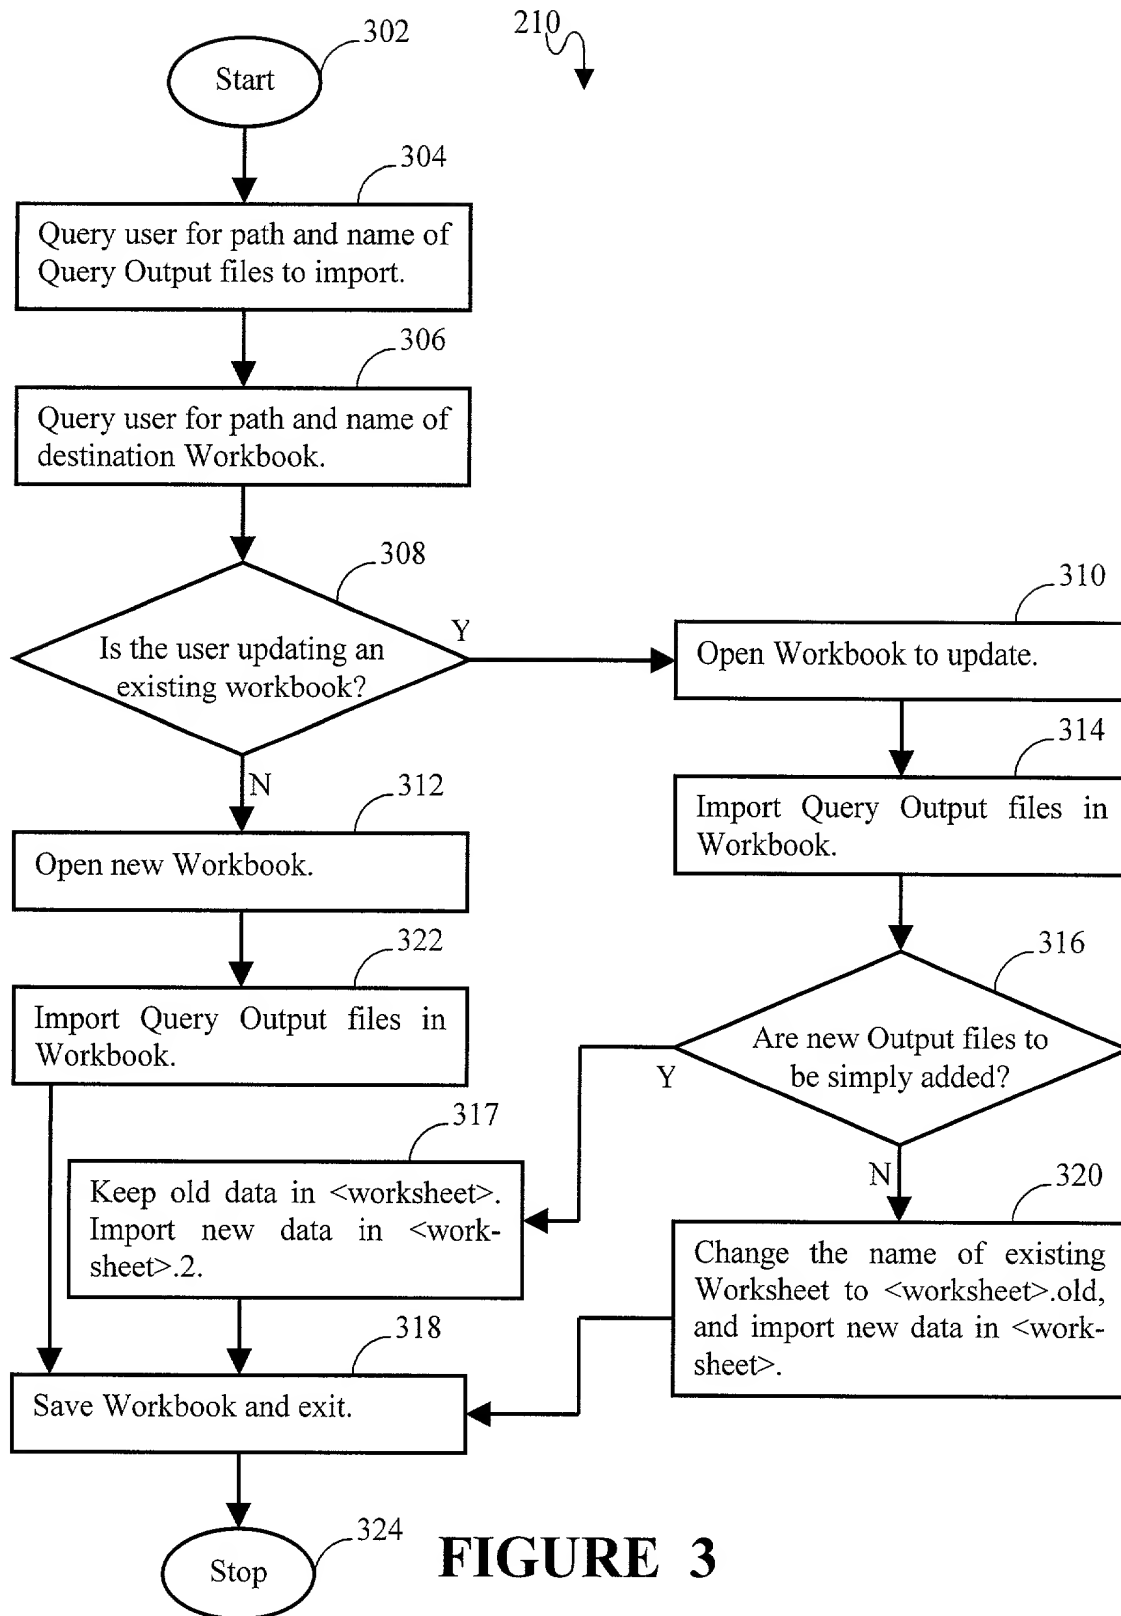 302
210
Start
304
Query user for path and name of
Query Output files to import.
306
Query user for path and name of
destination Workbook.
308
Is the user updating an
existing workbook?
Y
N
310
Open Workbook to update.
312
Open new Workbook.
314
Import Query Output files in
Workbook.
322
Import Query Output files in
Workbook.
316
Are new Output files to
be simply added?
Y
N
317
Keep old data in <worksheet>.
Import new data in <work-
sheet>.2.
320
Change the name of existing
Worksheet to <worksheet>.old,
and import new data in <work-
sheet>.
318
Save Workbook and exit.
324
Stop
FIGURE 3